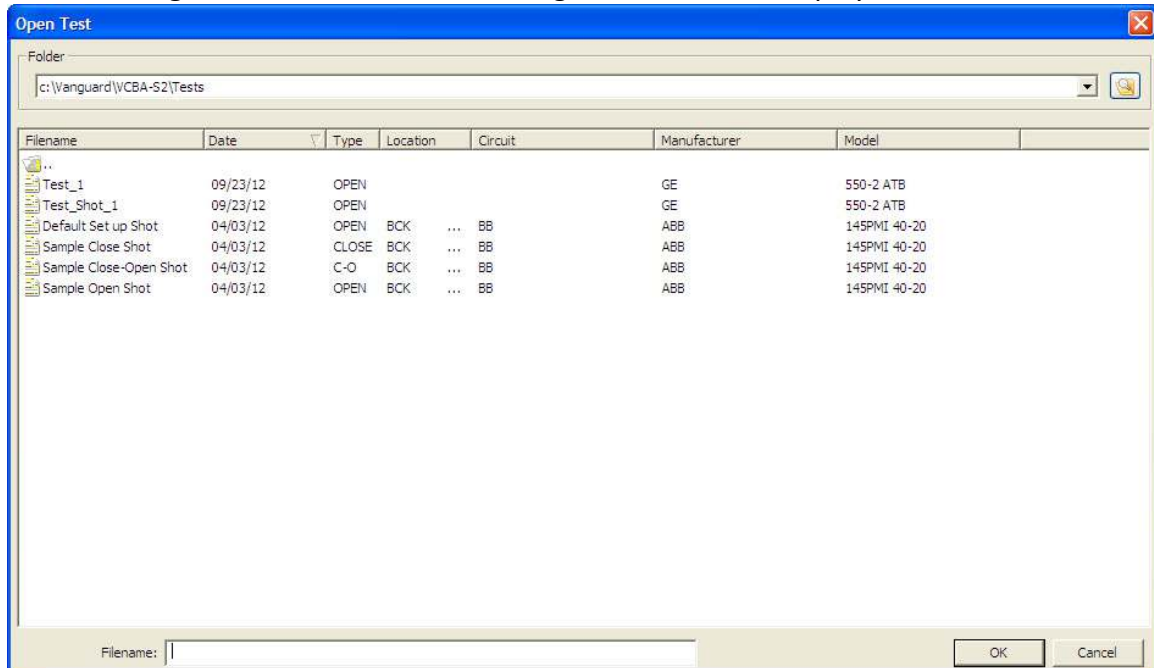 Open Test
Folder
c:\Vanguard\VCBA-S2\Tests
Filename Date Type Location Circuit Manufacturer Model
..
Test_1 09/23/12 OPEN GE 550-2 ATB
Test_Shot_1 09/23/12 OPEN GE 550-2 ATB
Default Set up Shot 04/03/12 OPEN BCK ... BB ABB 145PMI 40-20
Sample Close Shot 04/03/12 CLOSE BCK ... BB ABB 145PMI 40-20
Sample Close-Open Shot 04/03/12 C-O BCK ... BB ABB 145PMI 40-20
Sample Open Shot 04/03/12 OPEN BCK ... BB ABB 145PMI 40-20
Filename: OK Cancel